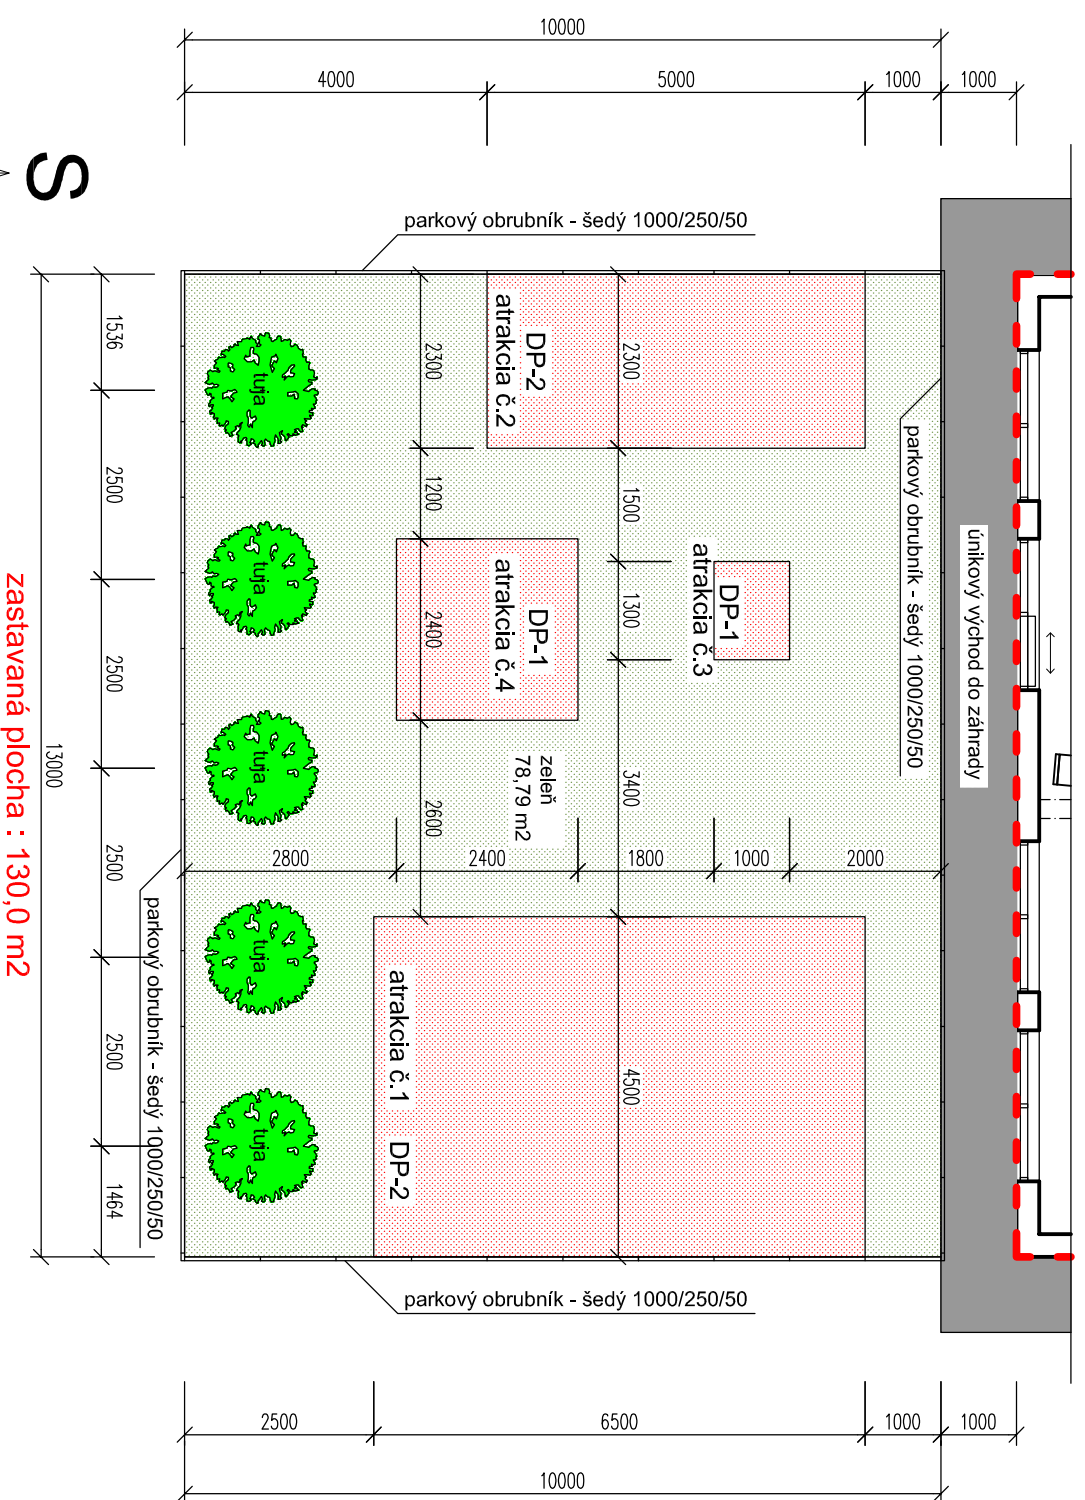 10000
4000
5000
1000
1000
S
parkový obrubník - šedý 1000/250/50
13000
1536
2500
2500
2500
2500
1464
zastavaná plocha : 130,0 m2
2300
1200
2400
2600
2300
1500
1300
3400
4500
DP-2
atrakcia č.2
DP-1
atrakcia č.4
DP-1
atrakcia č.3
parkový obrubník - šedý 1000/250/50
únikový východ do záhrady
zeleň
78,79 m2
2800
2400
1800
1000
2000
tuja
tuja
tuja
tuja
tuja
parkový obrubník - šedý 1000/250/50
atrakcia č.1 DP-2
parkový obrubník - šedý 1000/250/50
2500
6500
1000
1000
10000